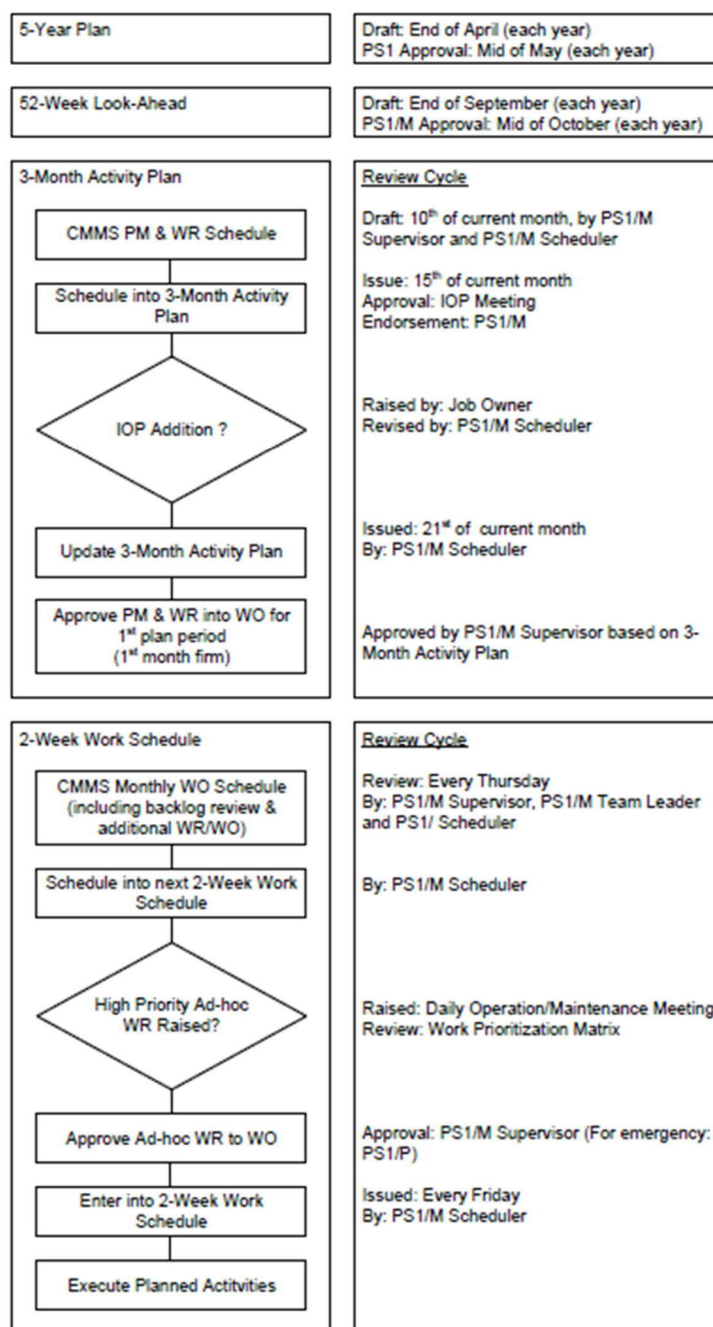 5-Year Plan
Draft: End of April (each year)
PS1 Approval: Mid of May (each year)
52-Week Look-Ahead
Draft: End of September (each year)
PS1/M Approval: Mid of October (each year)
3-Month Activity Plan
CMMS PM & WR Schedule
Schedule into 3-Month Activity
Plan
IOP Addition ?
Update 3-Month Activity Plan
Approve PM & WR into WO for
1st plan period
(1st month firm)
Review Cycle
Draft: 10th of current month, by PS1/M
Supervisor and PS1/M Scheduler
Issue: 15th of current month
Approval: IOP Meeting
Endorsement: PS1/M
Raised by: Job Owner
Revised by: PS1/M Scheduler
Issued: 21st of current month
By: PS1/M Scheduler
Approved by PS1/M Supervisor based on 3-
Month Activity Plan
2-Week Work Schedule
CMMS Monthly WO Schedule
(including backlog review &
additional WR/WO)
Schedule into next 2-Week Work
Schedule
High Priority Ad-hoc
WR Raised?
Approve Ad-hoc WR to WO
Enter into 2-Week Work
Schedule
Execute Planned Actitvities
Review Cycle
Review: Every Thursday
By: PS1/M Supervisor, PS1/M Team Leader
and PS1/ Scheduler
By: PS1/M Scheduler
Raised: Daily Operation/Maintenance Meeting
Review: Work Prioritization Matrix
Approval: PS1/M Supervisor (For emergency:
PS1/P)
Issued: Every Friday
By: PS1/M Scheduler